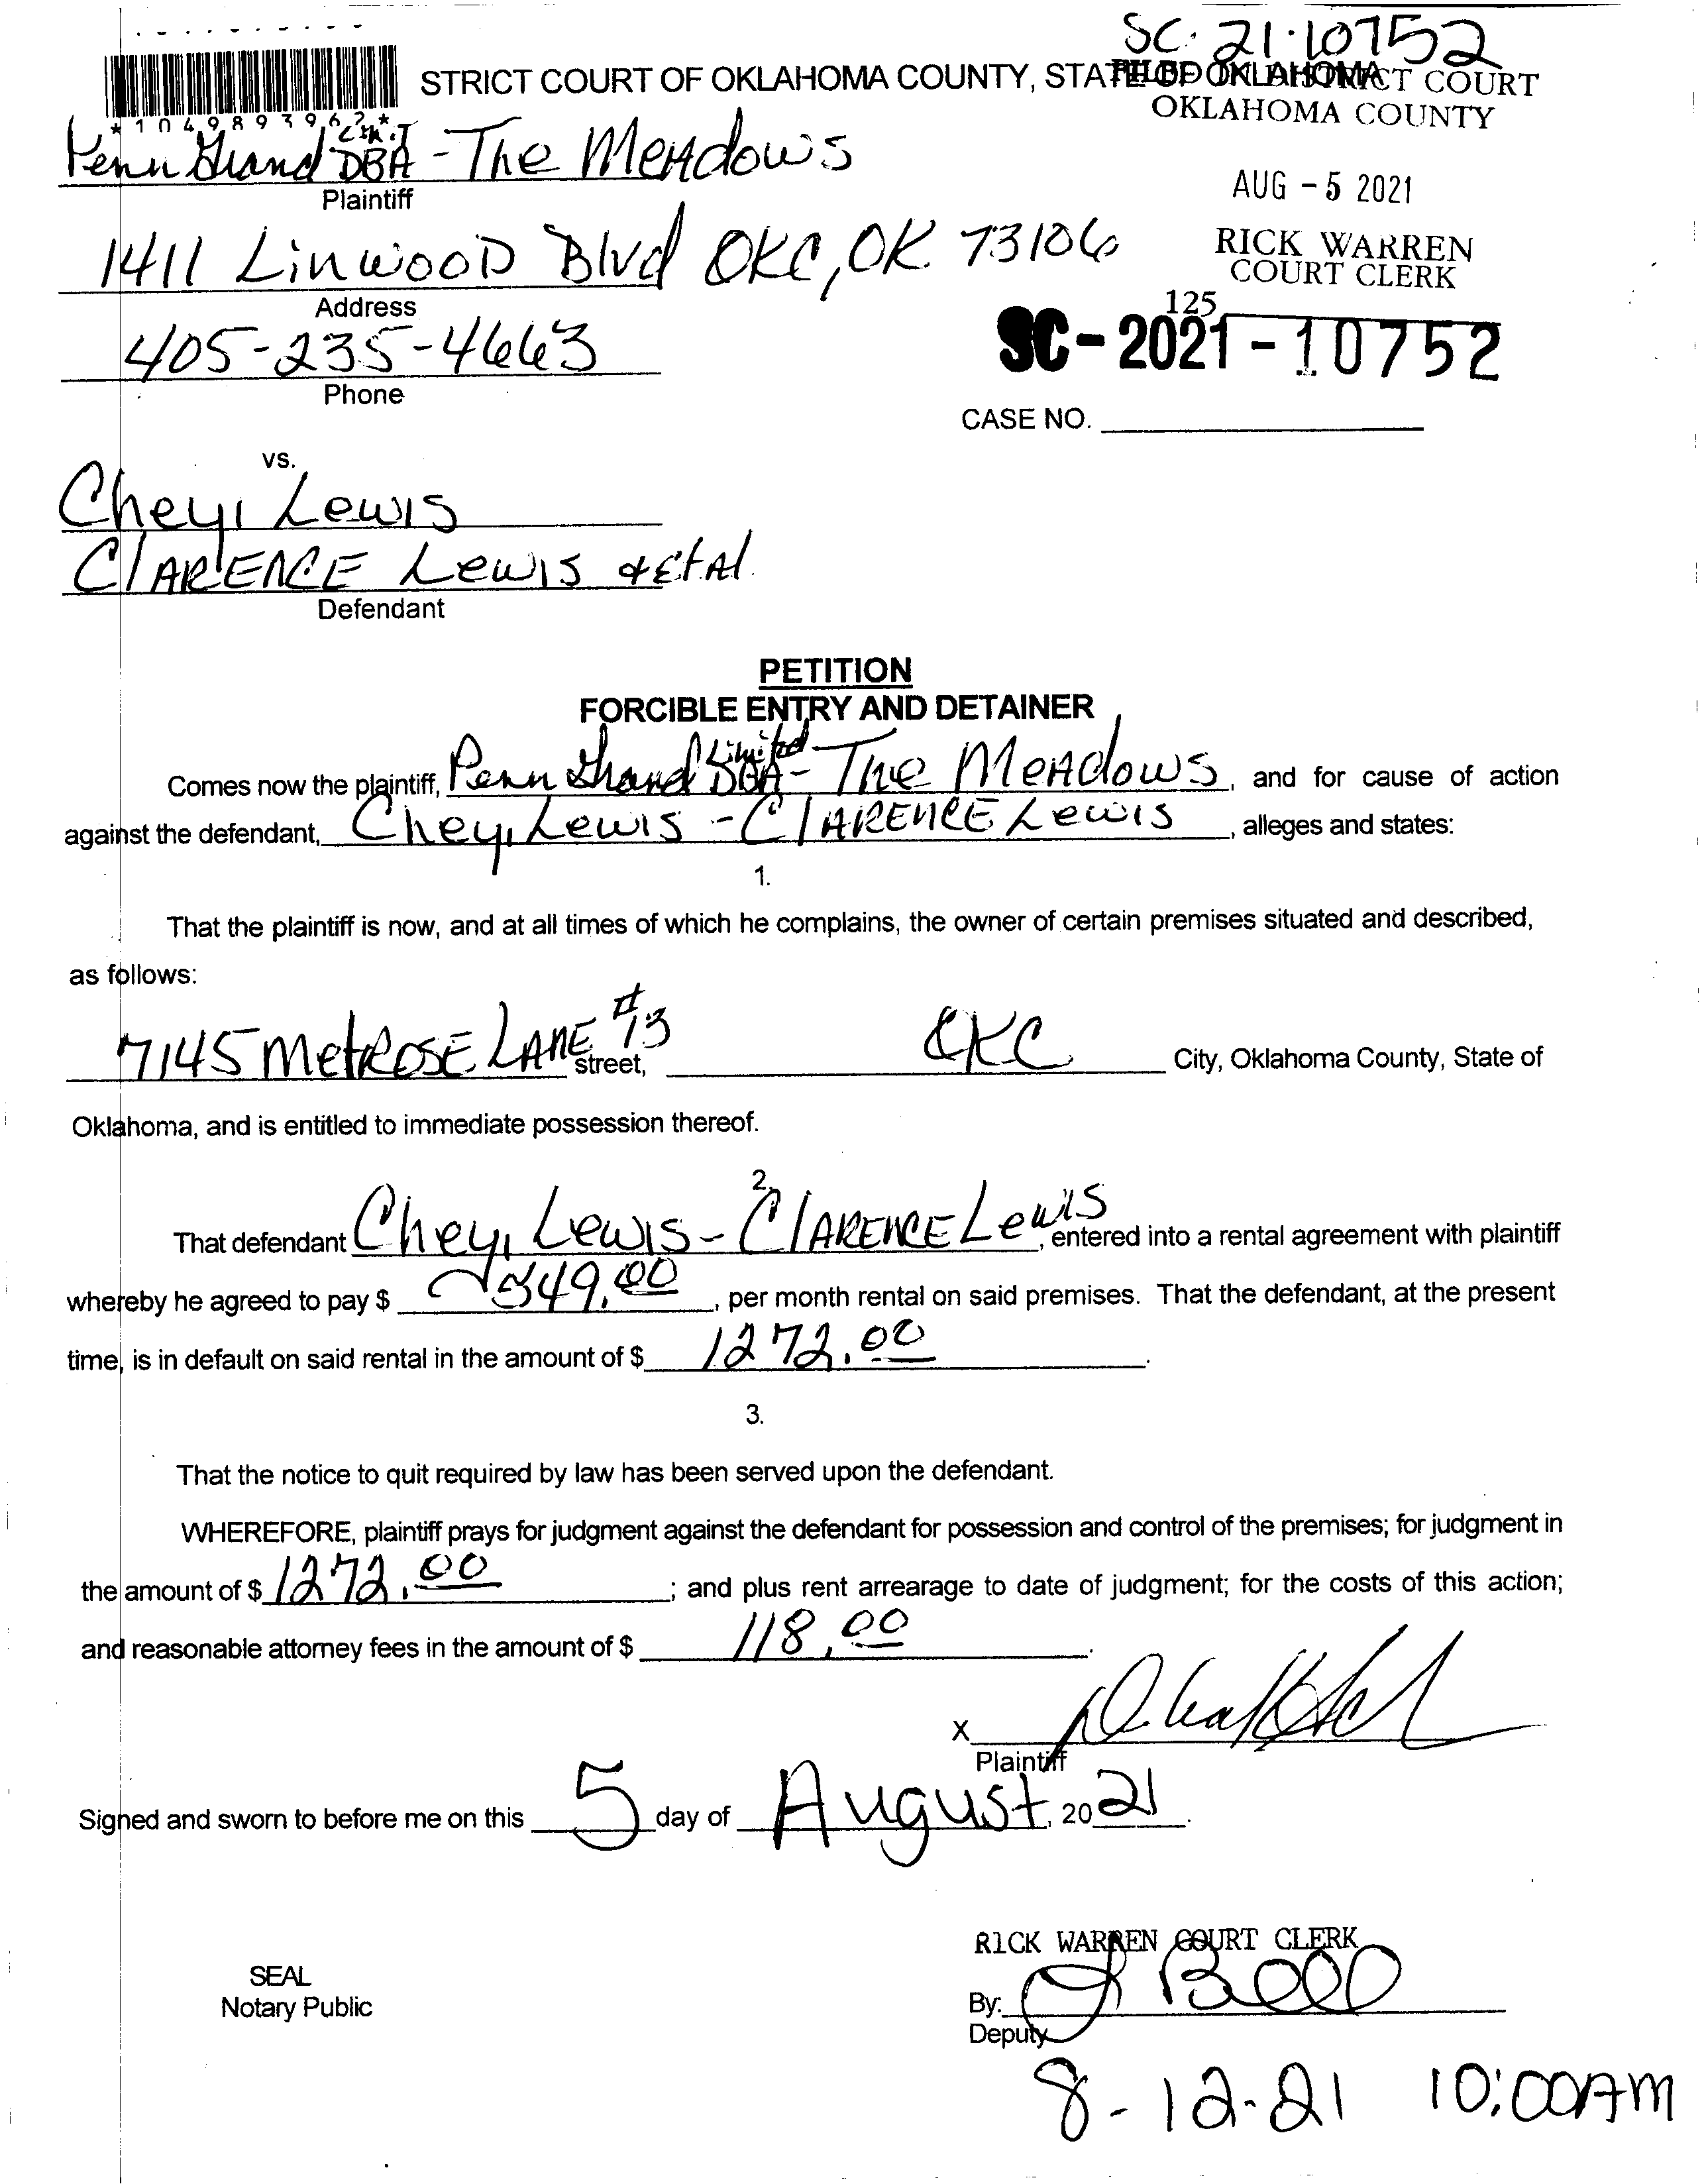 SC-21-10752
STRICT COURT OF OKLAHOMA COUNTY, STATE OF OKLAHOMA
FILED IN DISTRICT COURT
OKLAHOMA COUNTY
*1049893962*
Penn Grand DBA - The Meadows
Plaintiff
AUG - 5 2021
1411 Linwood Blvd OKC, OK 73106
RICK WARREN
COURT CLERK
Address
125
405-235-4663
SC-2021-10752
Phone
CASE NO.
vs.
Cheyi Lewis
Clarence Lewis & Et Al
Defendant
PETITION
FORCIBLE ENTRY AND DETAINER
Comes now the plaintiff, Penn Grand Limited DBA - The Meadows, and for cause of action
against the defendant, Cheyi Lewis - Clarence Lewis, alleges and states:
1.
That the plaintiff is now, and at all times of which he complains, the owner of certain premises situated and described,
as follows:
7145 Metrose Lane #13 street, OKC City, Oklahoma County, State of
Oklahoma, and is entitled to immediate possession thereof.
2.
That defendant Cheyi Lewis - Clarence Lewis, entered into a rental agreement with plaintiff
whereby he agreed to pay $ 549.00, per month rental on said premises. That the defendant, at the present
time, is in default on said rental in the amount of $ 1272.00.
3.
That the notice to quit required by law has been served upon the defendant.
WHEREFORE, plaintiff prays for judgment against the defendant for possession and control of the premises; for judgment in
the amount of $ 1272.00; and plus rent arrearage to date of judgment; for the costs of this action;
and reasonable attorney fees in the amount of $ 118.00.
X
Plaintiff
Signed and sworn to before me on this 5 day of August, 2021.
RICK WARREN COURT CLERK
SEAL
Notary Public
By:
Deputy
8-12-21 10:00AM